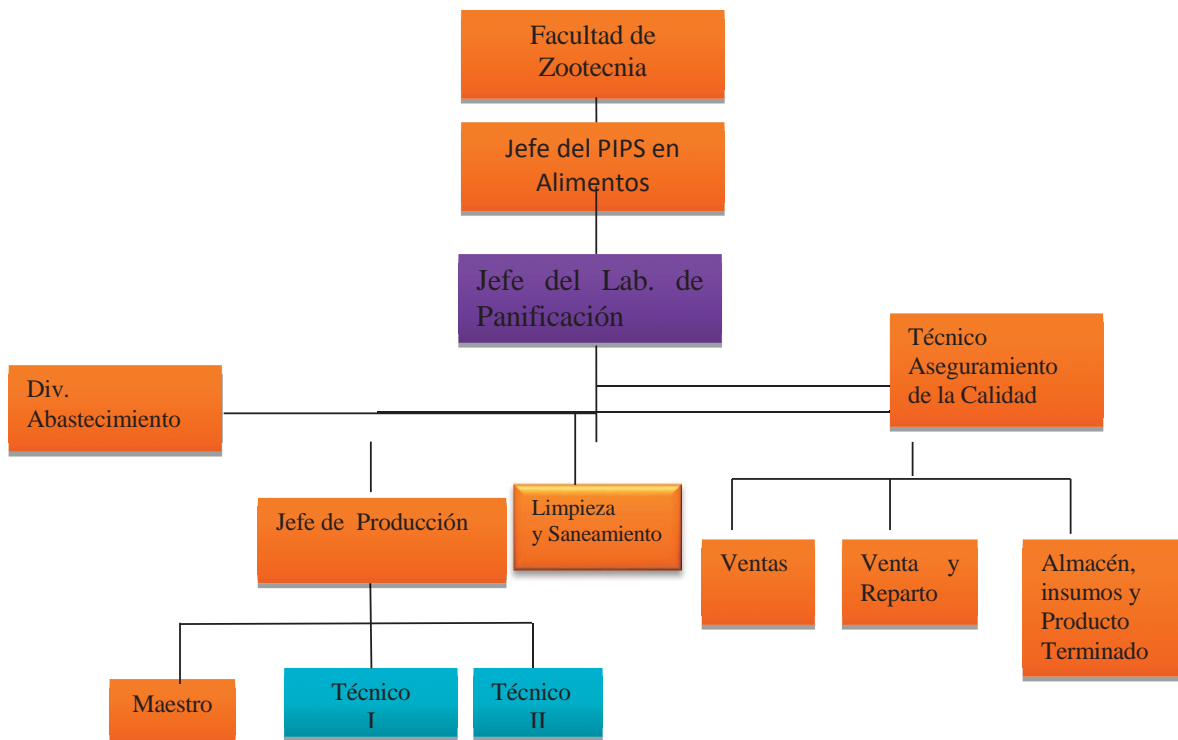 Facultad de
Zootecnia
Jefe del PIPS en
Alimentos
Jefe del Lab. de
Panificación
Técnico
Aseguramiento
de la Calidad
Div.
Abastecimiento
Jefe de Producción
Limpieza
y Saneamiento
Ventas
Venta y
Reparto
Almacén,
insumos y
Producto
Terminado
Maestro
Técnico
I
Técnico
II